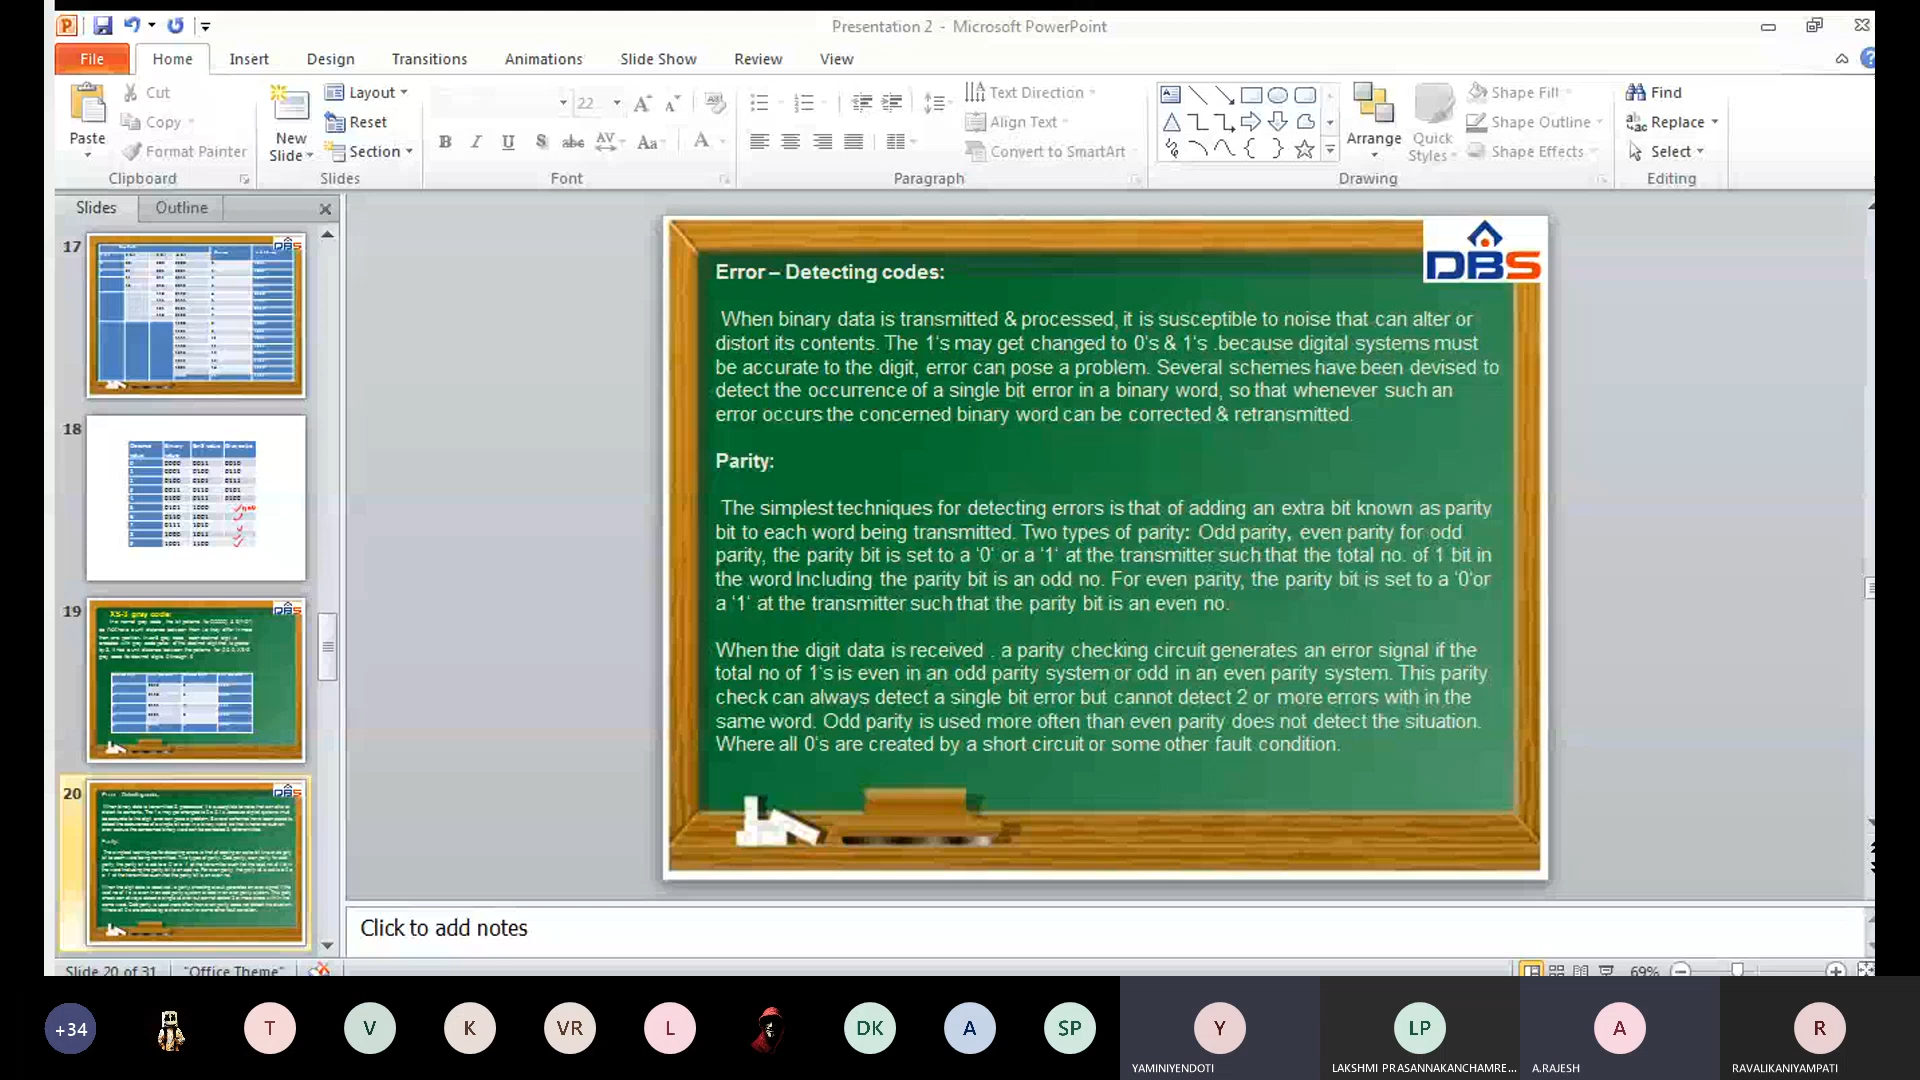 Presentation 2 - Microsoft PowerPoint
File Home Insert Design Transitions Animations Slide Show Review View
Paste
Cut
Copy
Format Painter
Clipboard
New Slide
Layout
Reset
Section
Slides
22
B I U S abc AV Aa A
Font
Text Direction
Align Text
Convert to SmartArt
Paragraph
Arrange
Quick Styles
Shape Fill
Shape Outline
Shape Effects
Drawing
Find
Replace
Select
Editing
Slides Outline
17
18
19
XS-3 gray code:
20
DBS
Error – Detecting codes:
When binary data is transmitted & processed, it is susceptible to noise that can alter or
distort its contents. The 1's may get changed to 0's & 1's .because digital systems must
be accurate to the digit, error can pose a problem. Several schemes have been devised to
detect the occurrence of a single bit error in a binary word, so that whenever such an
error occurs the concerned binary word can be corrected & retransmitted.
Parity:
The simplest techniques for detecting errors is that of adding an extra bit known as parity
bit to each word being transmitted. Two types of parity: Odd parity, even parity for odd
parity, the parity bit is set to a '0' or a '1' at the transmitter such that the total no. of 1 bit in
the word Including the parity bit is an odd no. For even parity, the parity bit is set to a '0'or
a '1' at the transmitter such that the parity bit is an even no.
When the digit data is received . a parity checking circuit generates an error signal if the
total no of 1's is even in an odd parity system or odd in an even parity system. This parity
check can always detect a single bit error but cannot detect 2 or more errors with in the
same word. Odd parity is used more often than even parity does not detect the situation.
Where all 0's are created by a short circuit or some other fault condition.
Click to add notes
Slide 20 of 31 "Office Theme" 69%
+34 T V K VR L DK A SP Y LP A R
YAMINIYENDOTI LAKSHMI PRASANNAKANCHAMRE... A.RAJESH RAVALIKANIYAMPATI